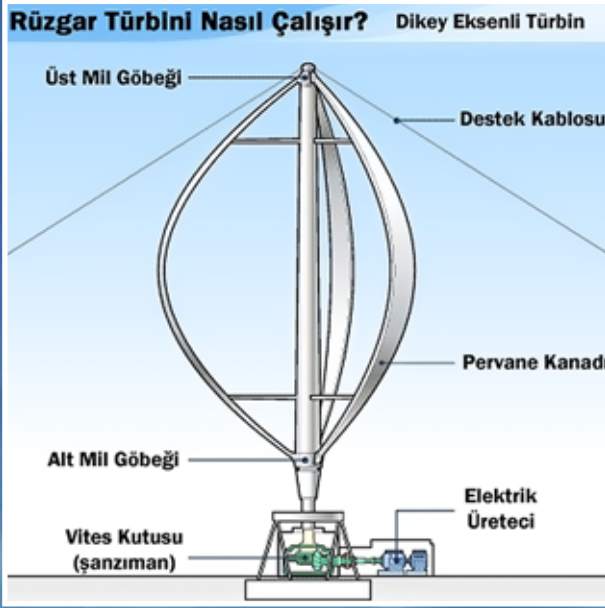 Rüzgar Türbini Nasıl Çalışır? Dikey Eksenli Türbin
Üst Mil Göbeği
Destek Kablosu
Pervane Kanadı
Alt Mil Göbeği
Elektrik
Üreteci
Vites Kutusu
(şanzıman)